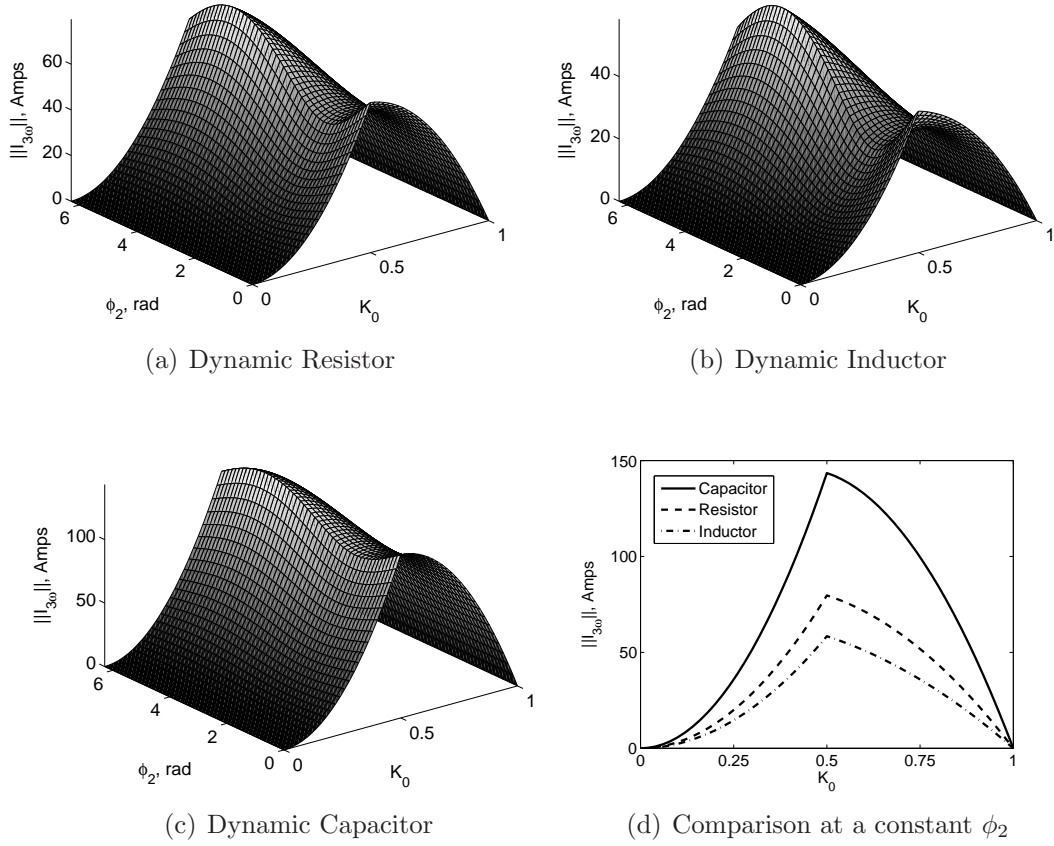 ||I3ω||, Amps
60
40
20
0
6
4
2
0
0
0.5
1
ϕ2, rad
K0
(a) Dynamic Resistor
||I3ω||, Amps
40
20
0
6
4
2
0
0
0.5
1
ϕ2, rad
K0
(b) Dynamic Inductor
||I3ω||, Amps
100
50
0
6
4
2
0
0
0.5
1
ϕ2, rad
K0
(c) Dynamic Capacitor
||I3ω||, Amps
150
100
50
0
Capacitor
Resistor
Inductor
0
0.25
0.5
0.75
1
K0
(d) Comparison at a constant ϕ2